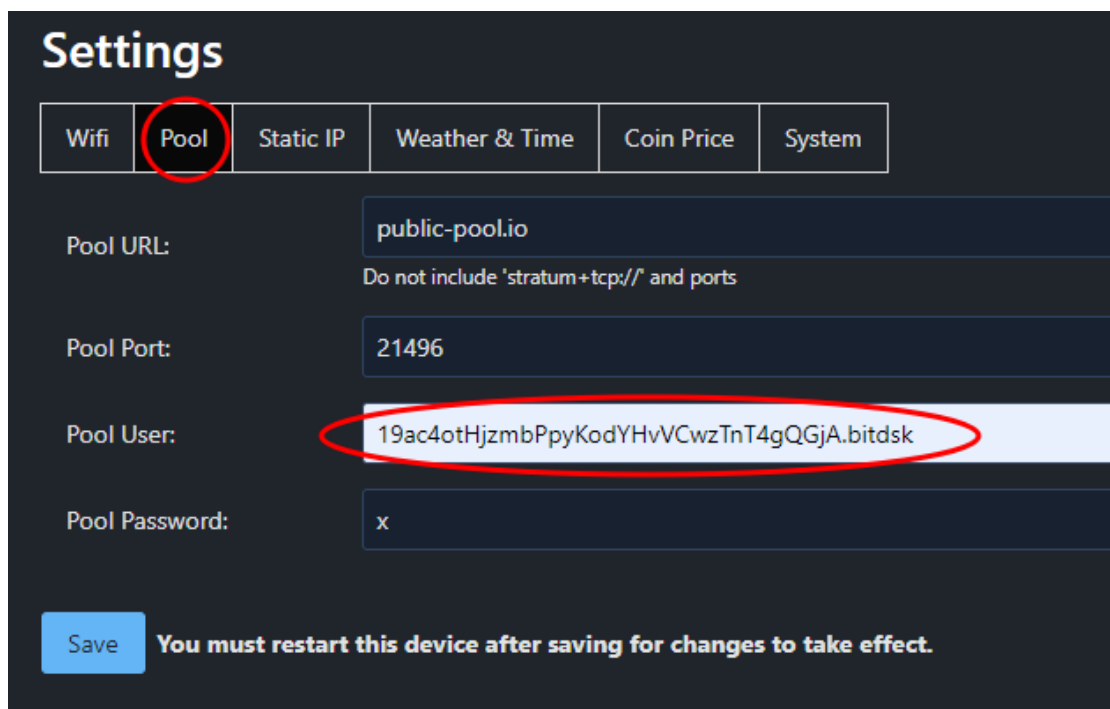 Settings
Wifi Pool Static IP Weather & Time Coin Price System
Pool URL: public-pool.io
Do not include 'stratum+tcp://' and ports
Pool Port: 21496
Pool User: 19ac4otHjzmbPpyKodYHvVCwzTnT4gQGjA.bitdsk
Pool Password: x
Save You must restart this device after saving for changes to take effect.